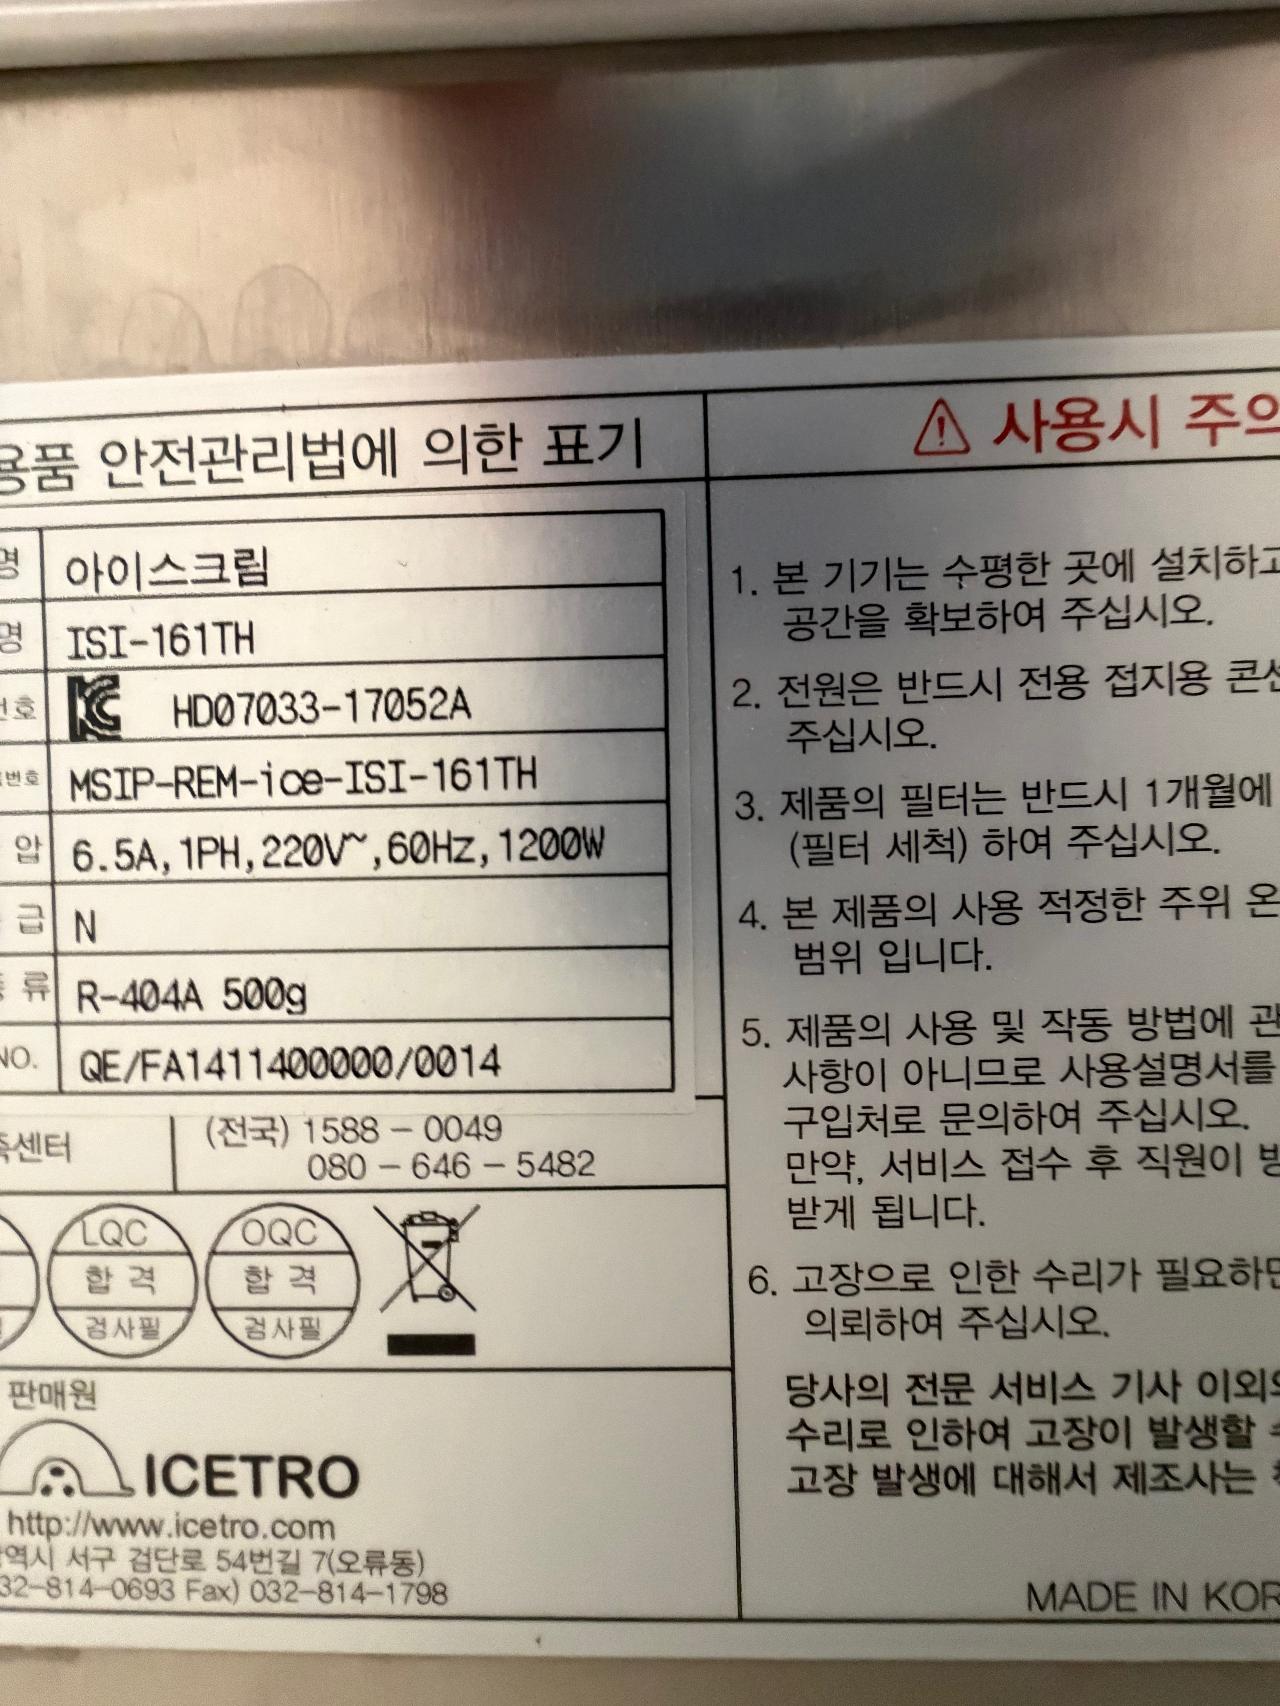 용품 안전관리법에 의한 표기
명 아이스크림
명 ISI-161TH
번호 HD07033-17052A
번호 MSIP-REM-ice-ISI-161TH
압 6.5A,1PH,220V~,60Hz,1200W
급 N
류 R-404A 500g
NO. QE/FA1411400000/0014
센터 (전국) 1588 - 0049
080 - 646 - 5482
LQC
합 격
검사필
OQC
합 격
검사필
판매원
ICETRO
http://www.icetro.com
역시 서구 검단로 54번길 7(오류동)
32-814-0693 Fax) 032-814-1798
⚠ 사용시 주의
1. 본 기기는 수평한 곳에 설치하고
공간을 확보하여 주십시오.
2. 전원은 반드시 전용 접지용 콘센
주십시오.
3. 제품의 필터는 반드시 1개월에
(필터 세척) 하여 주십시오.
4. 본 제품의 사용 적정한 주위 온
범위 입니다.
5. 제품의 사용 및 작동 방법에 관
사항이 아니므로 사용설명서를
구입처로 문의하여 주십시오.
만약, 서비스 접수 후 직원이 방
받게 됩니다.
6. 고장으로 인한 수리가 필요하면
의뢰하여 주십시오.
당사의 전문 서비스 기사 이외의
수리로 인하여 고장이 발생할 수
고장 발생에 대해서 제조사는
MADE IN KOR